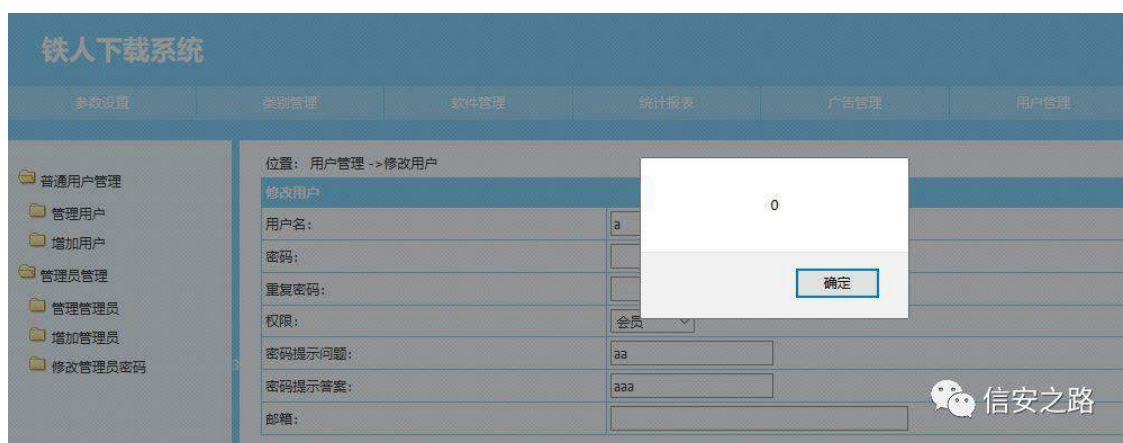 铁人下载系统
参数设置 类别管理 软件管理 统计报表 广告管理 用户管理
普通用户管理
管理用户
增加用户
管理员管理
管理管理员
增加管理员
修改管理员密码
位置： 用户管理 ->修改用户
修改用户
用户名： a
密码：
重复密码：
权限： 会员
密码提示问题： aa
密码提示答案： aaa
邮箱：
0
确定
信安之路